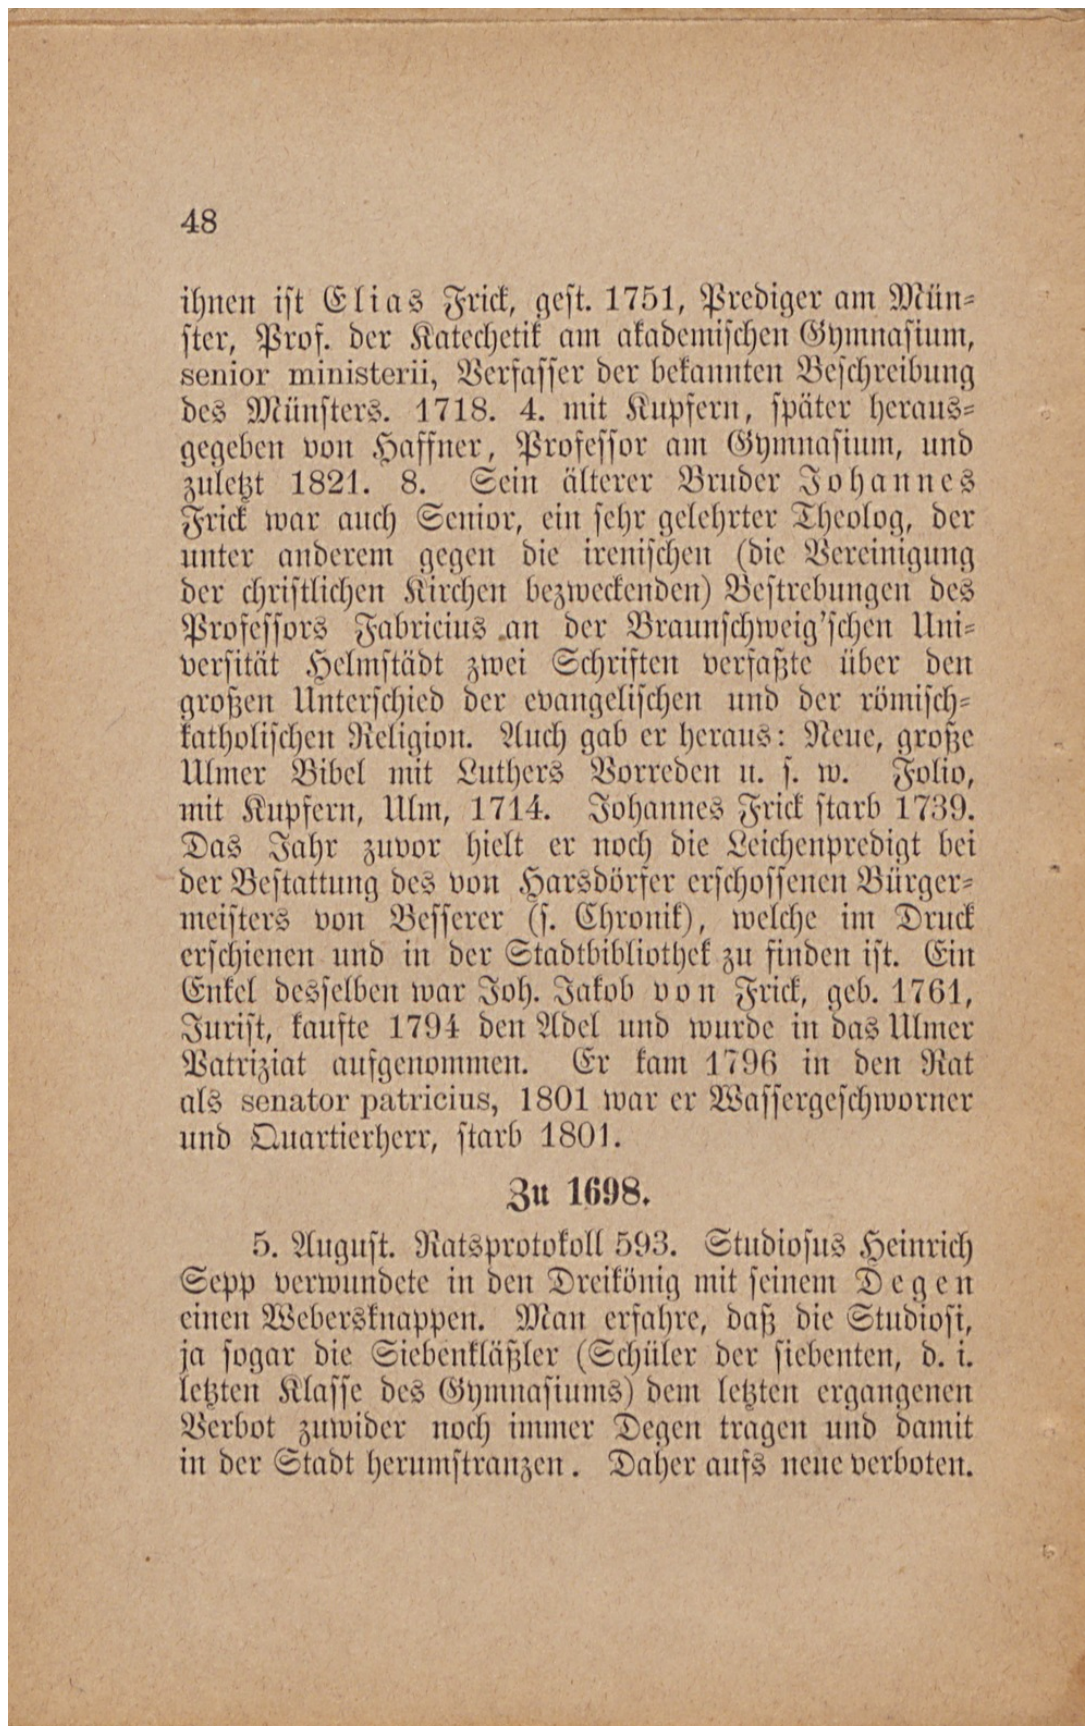 48
ihnen ist Elias Frick, gest. 1751, Prediger am Mün-
ster, Prof. der Katechetik am akademischen Gymnasium,
senior ministerii, Verfasser der bekannten Beschreibung
des Münsters. 1718. 4. mit Kupfern, später heraus-
gegeben von Haffner, Professor am Gymnasium, und
zuletzt 1821. 8. Sein älterer Bruder Johannes
Frick war auch Senior, ein sehr gelehrter Theolog, der
unter anderem gegen die irenischen (die Vereinigung
der christlichen Kirchen bezweckenden) Bestrebungen des
Professors Fabricius an der Braunschweig'schen Uni-
versität Helmstädt zwei Schriften verfaßte über den
großen Unterschied der evangelischen und der römisch-
katholischen Religion. Auch gab er heraus: Neue, große
Ulmer Bibel mit Luthers Vorreden u. s. w. Folio,
mit Kupfern, Ulm, 1714. Johannes Frick starb 1739.
Das Jahr zuvor hielt er noch die Leichenpredigt bei
der Bestattung des von Harsdörfer erschossenen Bürger-
meisters von Besserer (s. Chronik), welche im Druck
erschienen und in der Stadtbibliothek zu finden ist. Ein
Enkel desselben war Joh. Jakob von Frick, geb. 1761,
Jurist, kaufte 1794 den Adel und wurde in das Ulmer
Patriziat aufgenommen. Er kam 1796 in den Rat
als senator patricius, 1801 war er Wassergeschworner
und Quartierherr, starb 1801.
Zu 1698.
5. August. Ratsprotokoll 593. Studiosus Heinrich
Sepp verwundete in den Dreikönig mit seinem Degen
einen Webersknappen. Man erfahre, daß die Studiosi,
ja sogar die Siebenkläßler (Schüler der siebenten, d. i.
letzten Klasse des Gymnasiums) dem letzten ergangenen
Verbot zuwider noch immer Degen tragen und damit
in der Stadt herumstranzen. Daher aufs neue verboten.